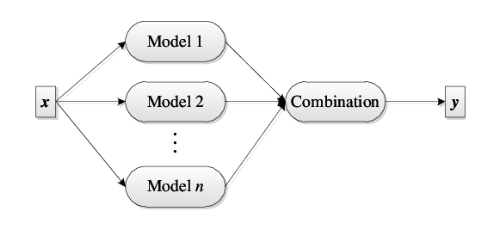 Model 1
x
Model 2
Combination
y
⋮
Model n